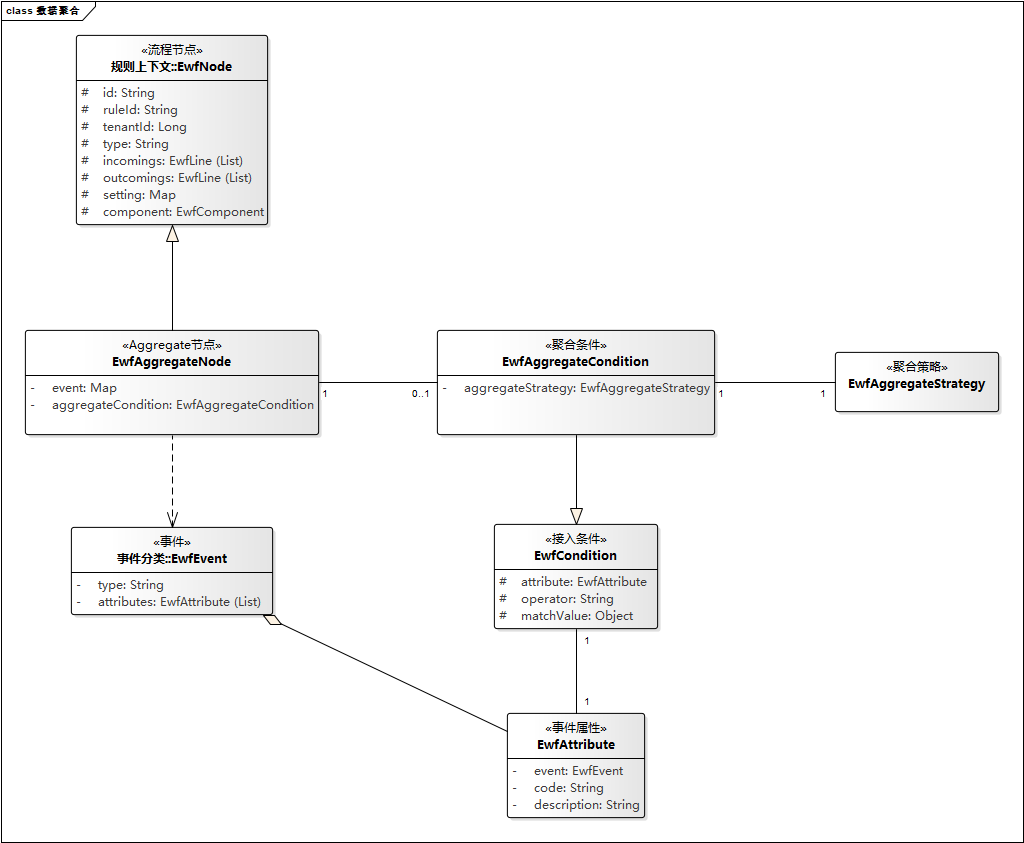 class 数据聚合
«流程节点»
规则上下文::EwfNode
# id: String
# ruleId: String
# tenantId: Long
# type: String
# incomings: EwfLine (List)
# outcomings: EwfLine (List)
# setting: Map
# component: EwfComponent
«Aggregate节点»
EwfAggregateNode
- event: Map
- aggregateCondition: EwfAggregateCondition
1
0..1
«聚合条件»
EwfAggregateCondition
- aggregateStrategy: EwfAggregateStrategy
1
1
«聚合策略»
EwfAggregateStrategy
«事件»
事件分类::EwfEvent
- type: String
- attributes: EwfAttribute (List)
«接入条件»
EwfCondition
# attribute: EwfAttribute
# operator: String
# matchValue: Object
1
1
«事件属性»
EwfAttribute
- event: EwfEvent
- code: String
- description: String